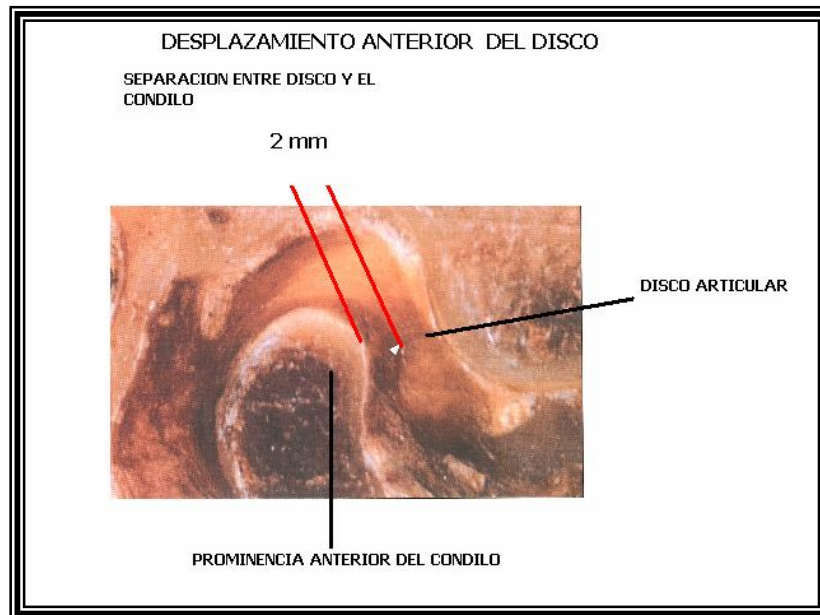 DESPLAZAMIENTO ANTERIOR DEL DISCO
SEPARACION ENTRE DISCO Y EL
CONDILO
2 mm
DISCO ARTICULAR
PROMINENCIA ANTERIOR DEL CONDILO